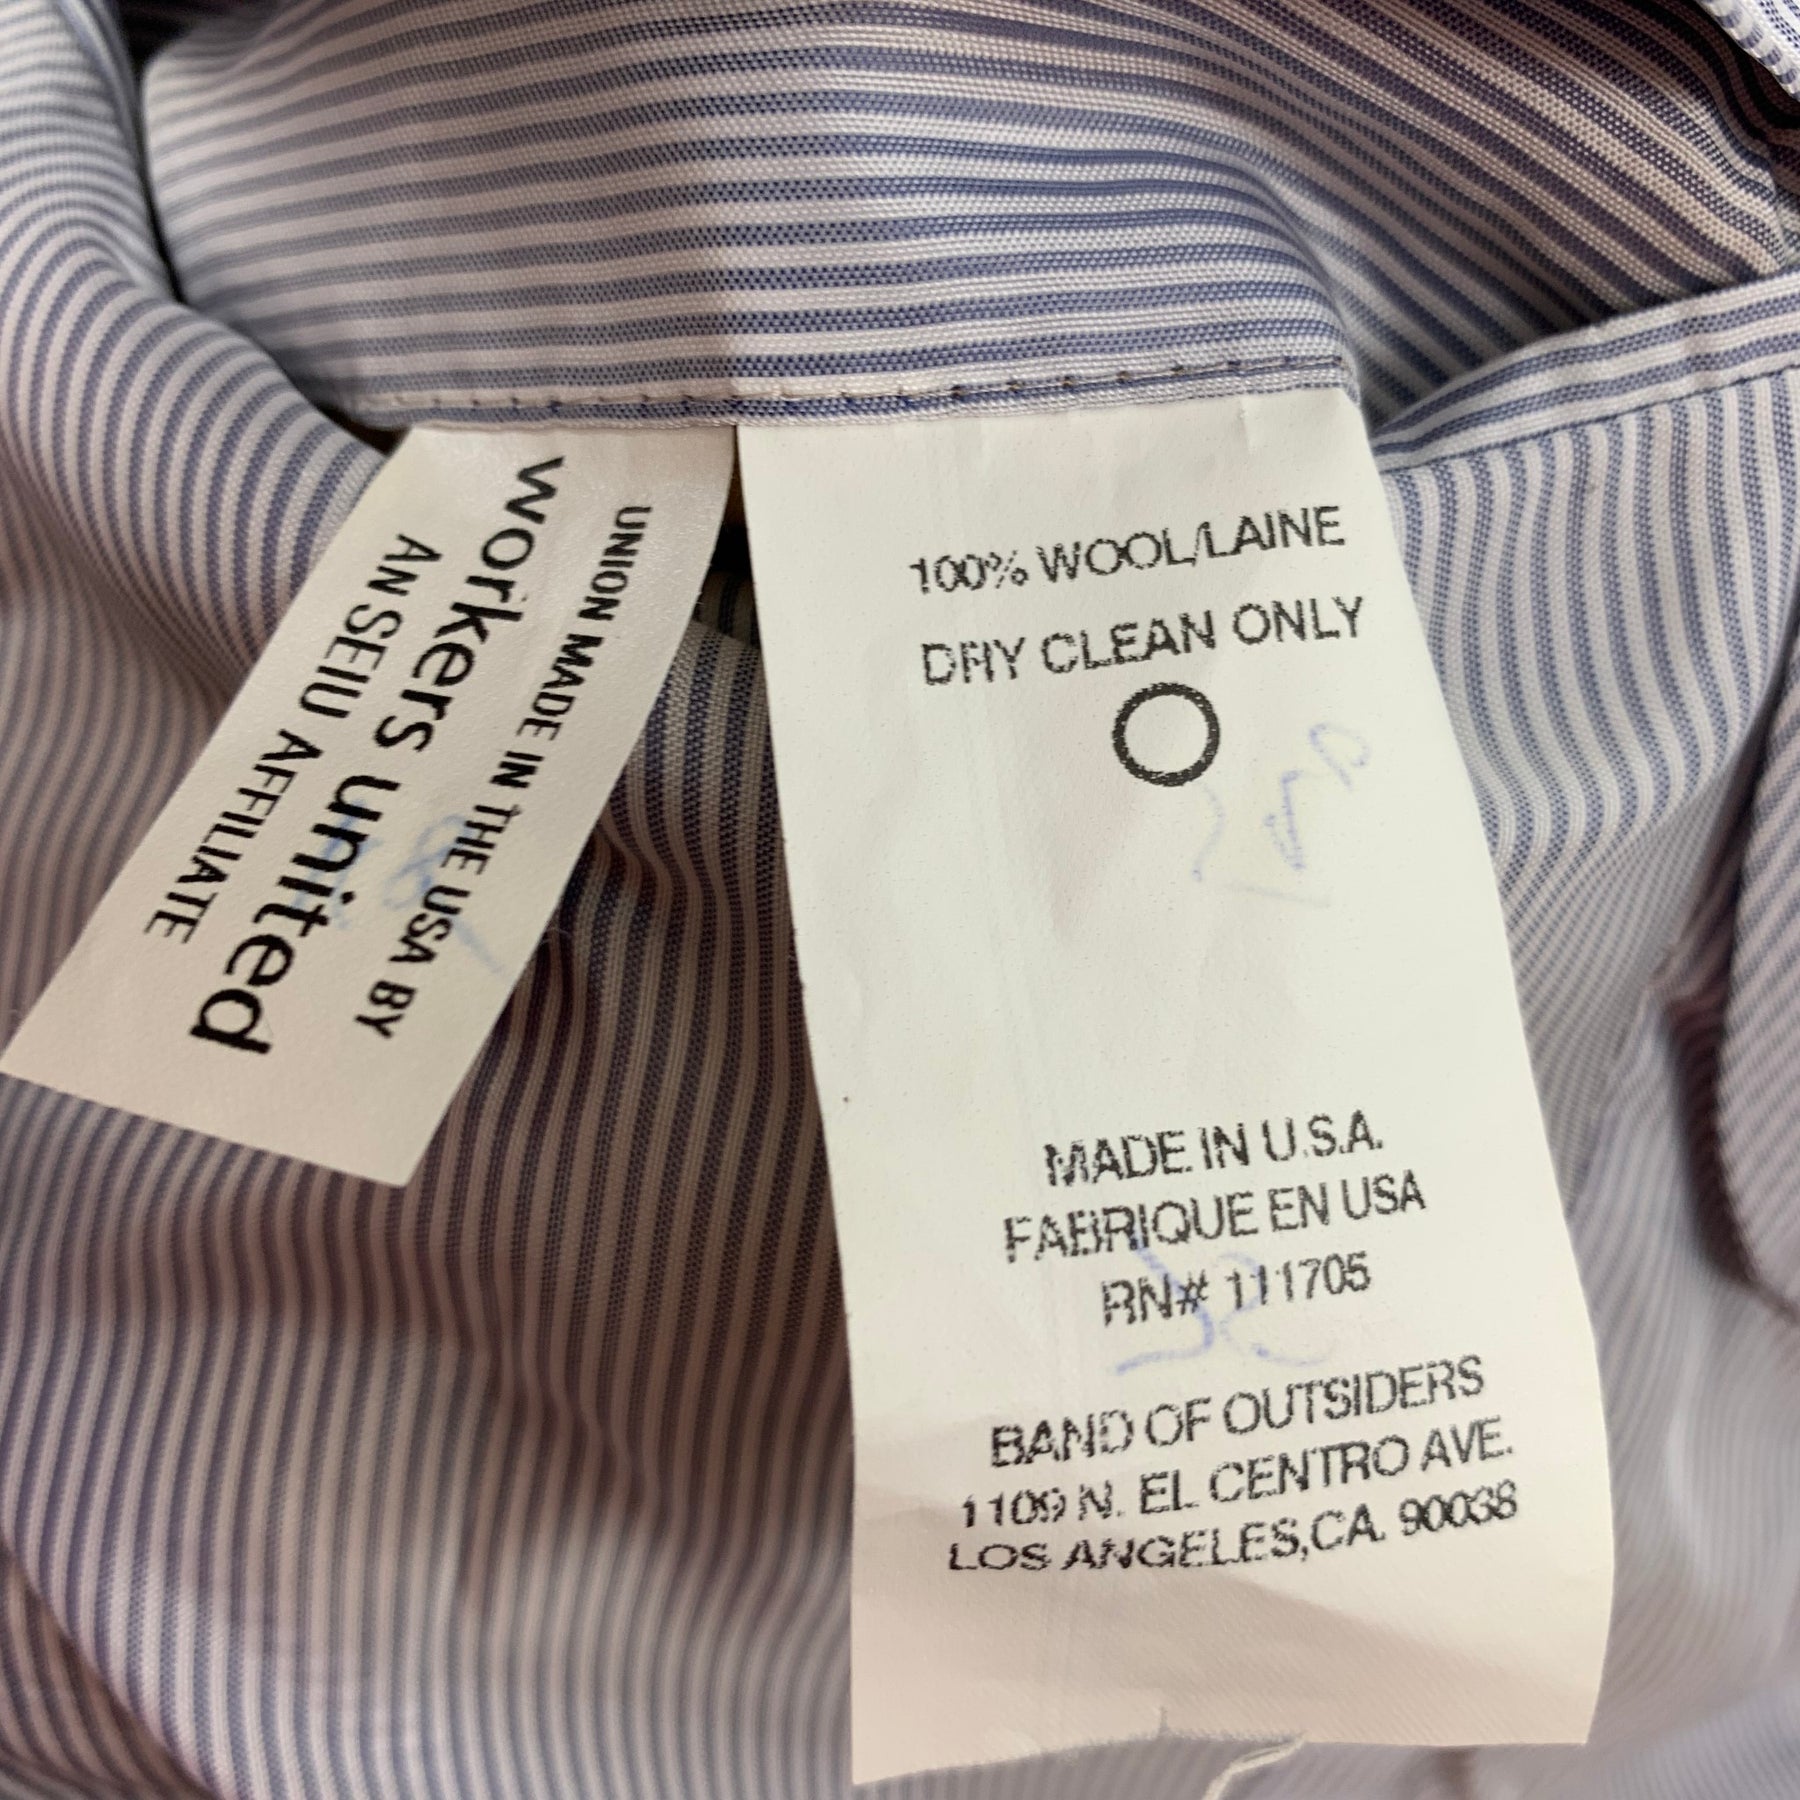 UNION MADE IN THE USA BY
workers united
AN SEIU AFFILIATE
100% WOOL/LAINE
DRY CLEAN ONLY
MADE IN U.S.A.
FABRIQUE EN USA
RN# 111705
BAND OF OUTSIDERS
1109 N. EL CENTRO AVE.
LOS ANGELES,CA. 90038